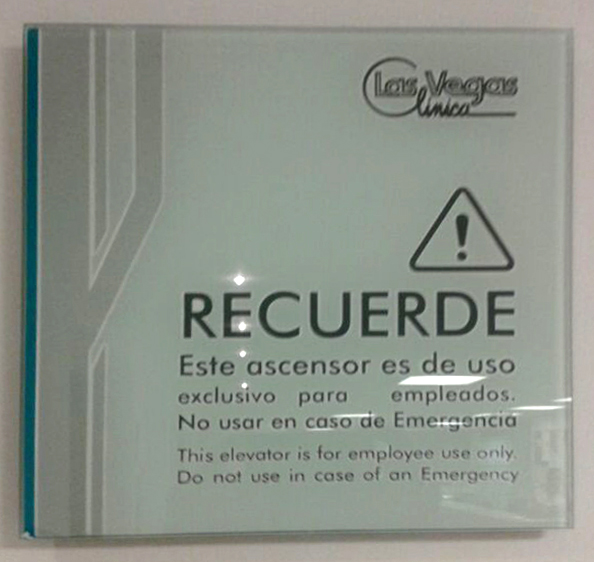 Las Vegas
Clínica
RECUERDE
Este ascensor es de uso
exclusivo para empleados.
No usar en caso de Emergencia
This elevator is for employee use only.
Do not use in case of an Emergency